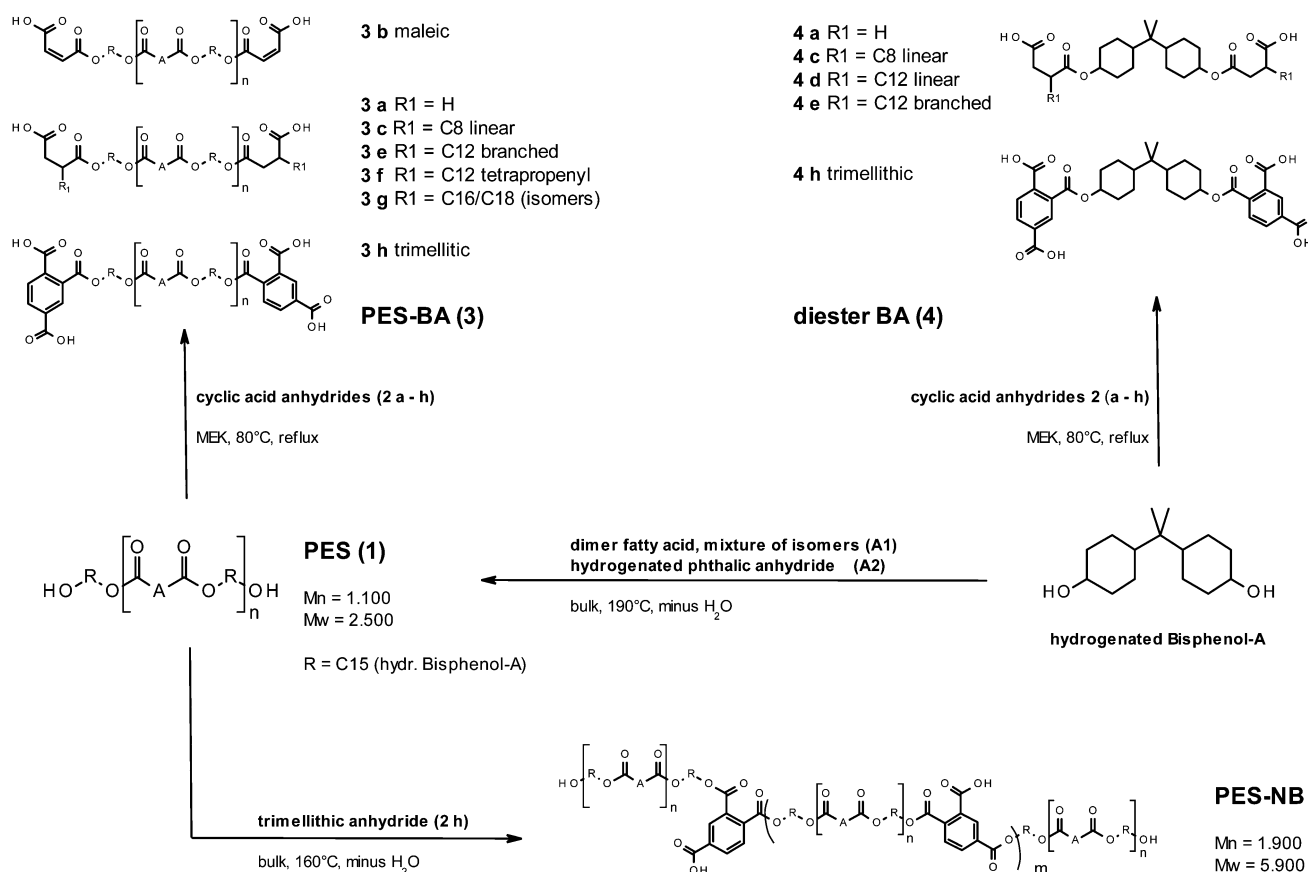 3 b maleic
3 a R1 = H
3 c R1 = C8 linear
3 e R1 = C12 branched
3 f R1 = C12 tetrapropenyl
3 g R1 = C16/C18 (isomers)
3 h trimellitic
PES-BA (3)
4 a R1 = H
4 c R1 = C8 linear
4 d R1 = C12 linear
4 e R1 = C12 branched
4 h trimellithic
diester BA (4)
cyclic acid anhydrides (2 a - h)
MEK, 80°C, reflux
cyclic acid anhydrides 2 (a - h)
MEK, 80°C, reflux
PES (1)
Mn = 1.100
Mw = 2.500
R = C15 (hydr. Bisphenol-A)
dimer fatty acid, mixture of isomers (A1)
hydrogenated phthalic anhydride (A2)
bulk, 190°C, minus H2O
HO
OH
hydrogenated Bisphenol-A
trimellithic anhydride (2 h)
bulk, 160°C, minus H2O
PES-NB
Mn = 1.900
Mw = 5.900